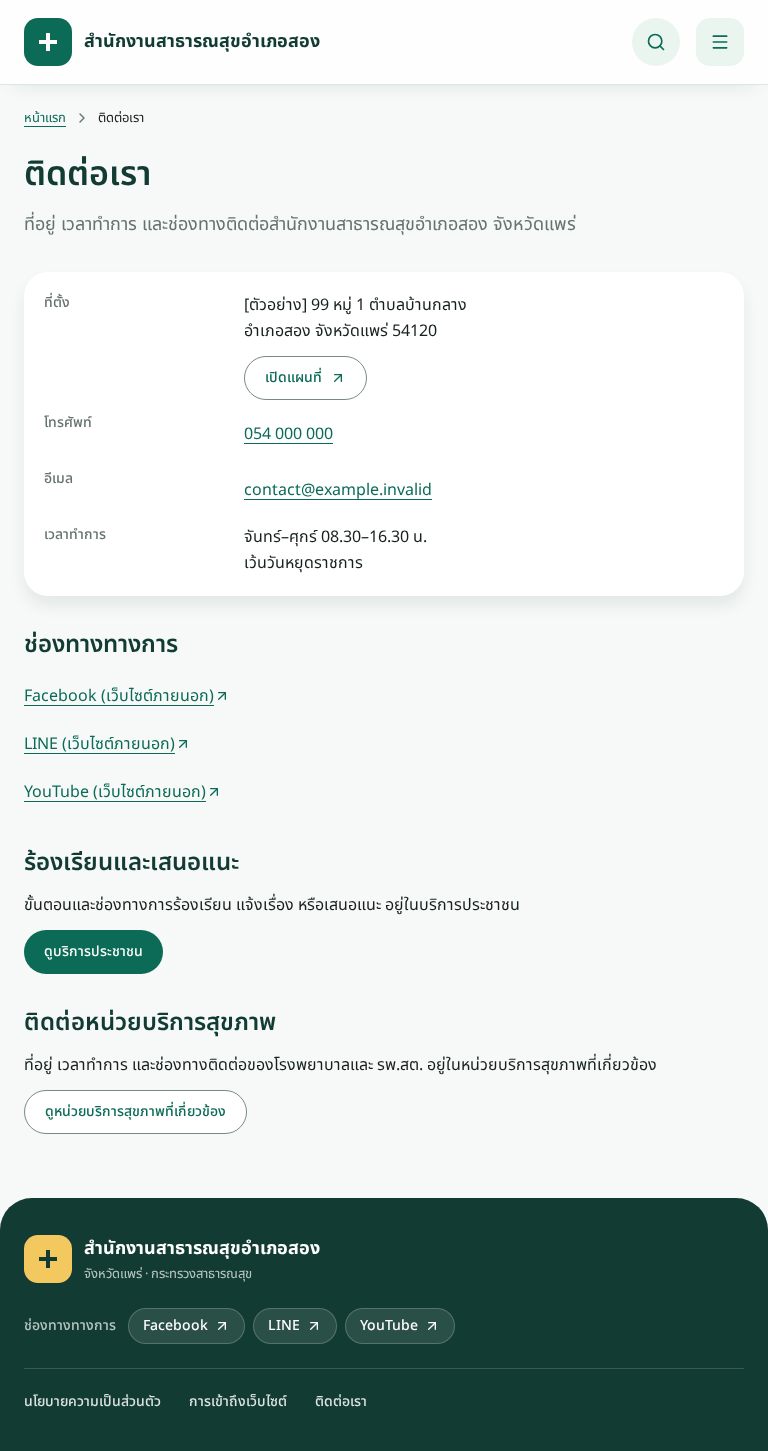 สำนักงานสาธารณสุขอำเภอสอง
หน้าแรก
ติดต่อเรา
ติดต่อเรา
ที่อยู่ เวลาทำการ และช่องทางติดต่อสำนักงานสาธารณสุขอำเภอสอง จังหวัดแพร่
ที่ตั้ง
[ตัวอย่าง] 99 หมู่ 1 ตำบลบ้านกลาง
อำเภอสอง จังหวัดแพร่ 54120
เปิดแผนที่
โทรศัพท์
054 000 000
อีเมล
contact@example.invalid
เวลาทำการ
จันทร์–ศุกร์ 08.30–16.30 น.
เว้นวันหยุดราชการ
ช่องทางทางการ
Facebook (เว็บไซต์ภายนอก)
LINE (เว็บไซต์ภายนอก)
YouTube (เว็บไซต์ภายนอก)
ร้องเรียนและเสนอแนะ
ขั้นตอนและช่องทางการร้องเรียน แจ้งเรื่อง หรือเสนอแนะ อยู่ในบริการประชาชน
ดูบริการประชาชน
ติดต่อหน่วยบริการสุขภาพ
ที่อยู่ เวลาทำการ และช่องทางติดต่อของโรงพยาบาลและ รพ.สต. อยู่ในหน่วยบริการสุขภาพที่เกี่ยวข้อง
ดูหน่วยบริการสุขภาพที่เกี่ยวข้อง
สำนักงานสาธารณสุขอำเภอสอง
จังหวัดแพร่ · กระทรวงสาธารณสุข
ช่องทางทางการ
Facebook
LINE
YouTube
นโยบายความเป็นส่วนตัว
การเข้าถึงเว็บไซต์
ติดต่อเรา